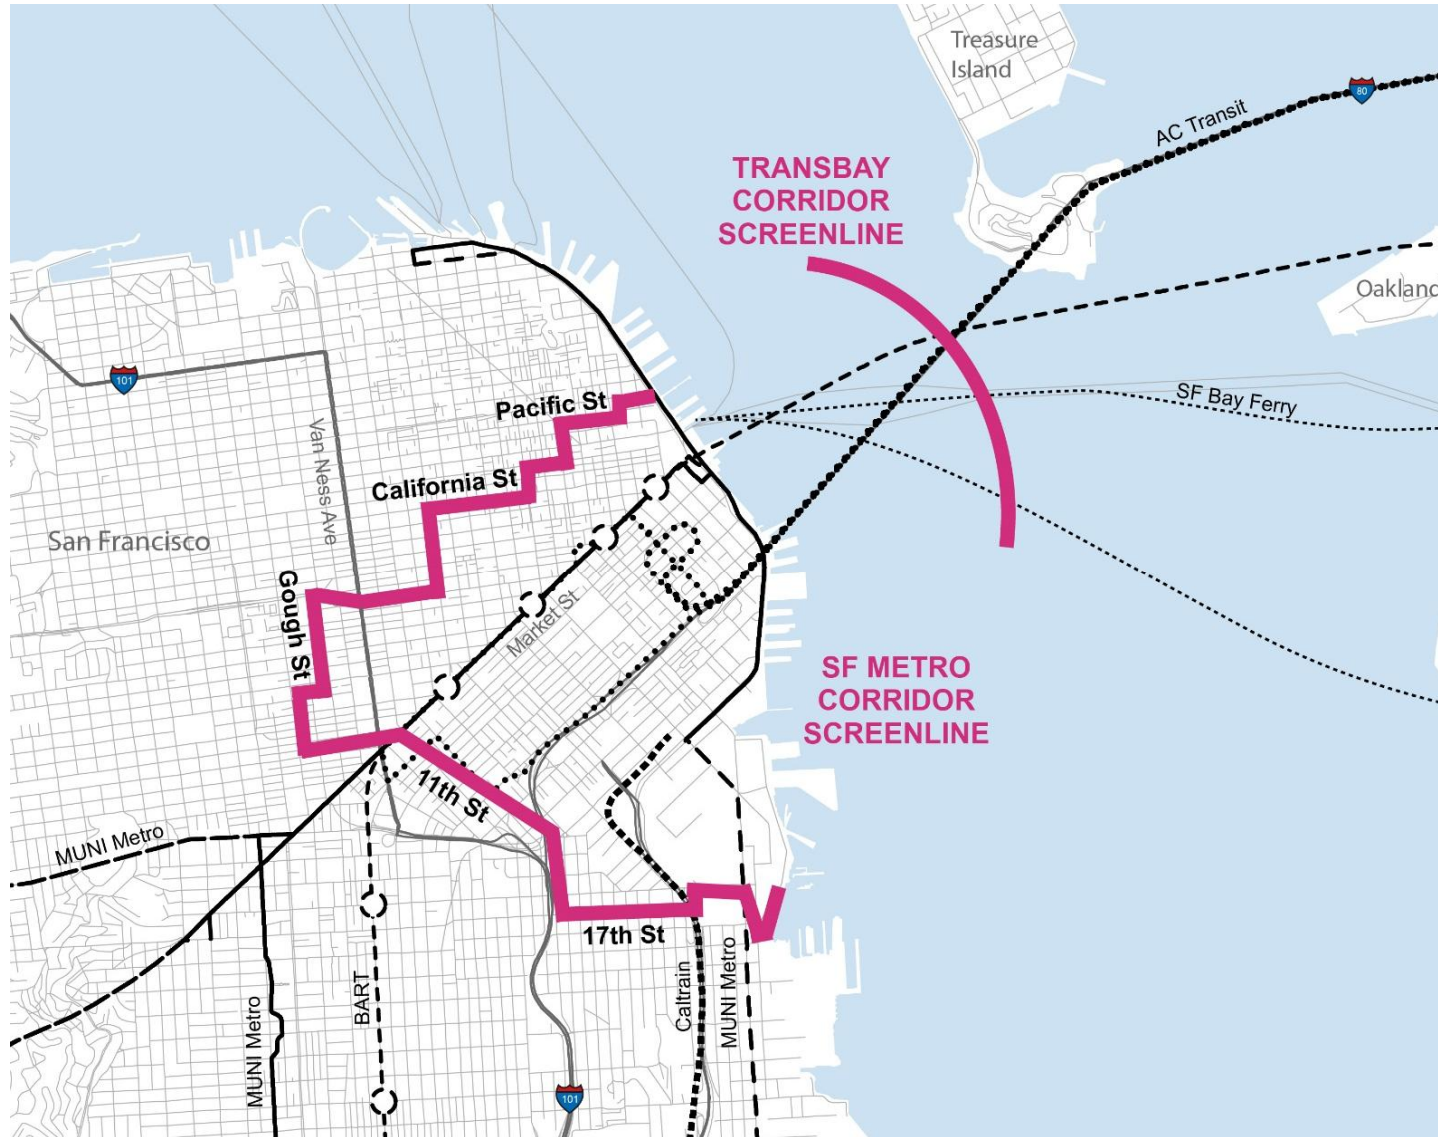 Treasure
Island
80
AC Transit
TRANSBAY
CORRIDOR
SCREENLINE
Oakland
101
Pacific St
SF Bay Ferry
Van Ness Ave
California St
San Francisco
Gough St
Market St
SF METRO
CORRIDOR
SCREENLINE
11th St
MUNI Metro
17th St
MUNI Metro
BART
Caltrain
MUNI Metro
101